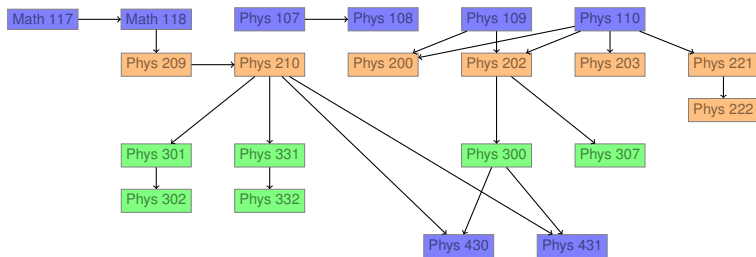 Math 117 Math 118 Phys 107 Phys 108 Phys 109 Phys 110
Phys 209 Phys 210 Phys 200 Phys 202 Phys 203 Phys 221
Phys 222
Phys 301 Phys 331 Phys 300 Phys 307
Phys 302 Phys 332
Phys 430 Phys 431